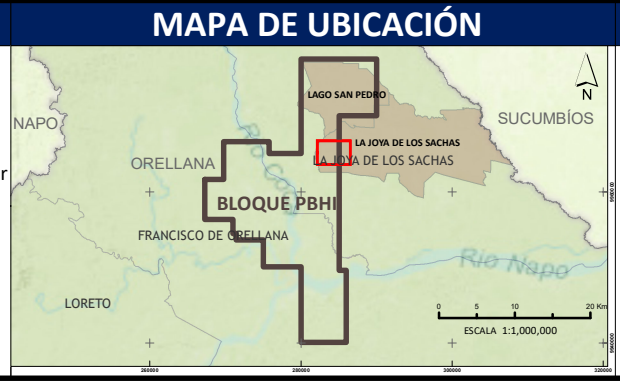 MAPA DE UBICACIÓN
LAGO SAN PEDRO
N
NAPO
SUCUMBÍOS
LA JOYA DE LOS SACHAS
ORELLANA
LA JOYA DE LOS SACHAS
r
Rio Coca
BLOQUE PBHI
FRANCISCO DE ORELLANA
Rio Napo
LORETO
0 5 10 20 Km
ESCALA 1:1,000,000
260000 280000 300000 320000